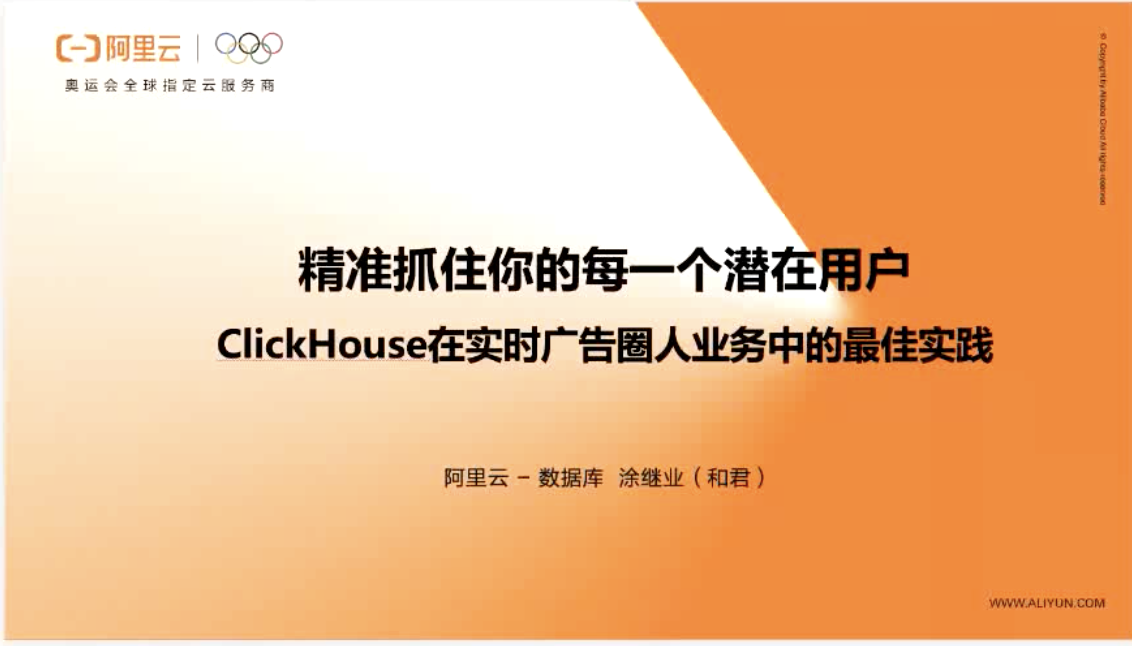 阿里云
奥运会全球指定云服务商
© Copyright by Alibaba Cloud All rights reserved
精准抓住你的每一个潜在用户
ClickHouse在实时广告圈人业务中的最佳实践
阿里云 – 数据库 涂继业（和君）
WWW.ALIYUN.COM